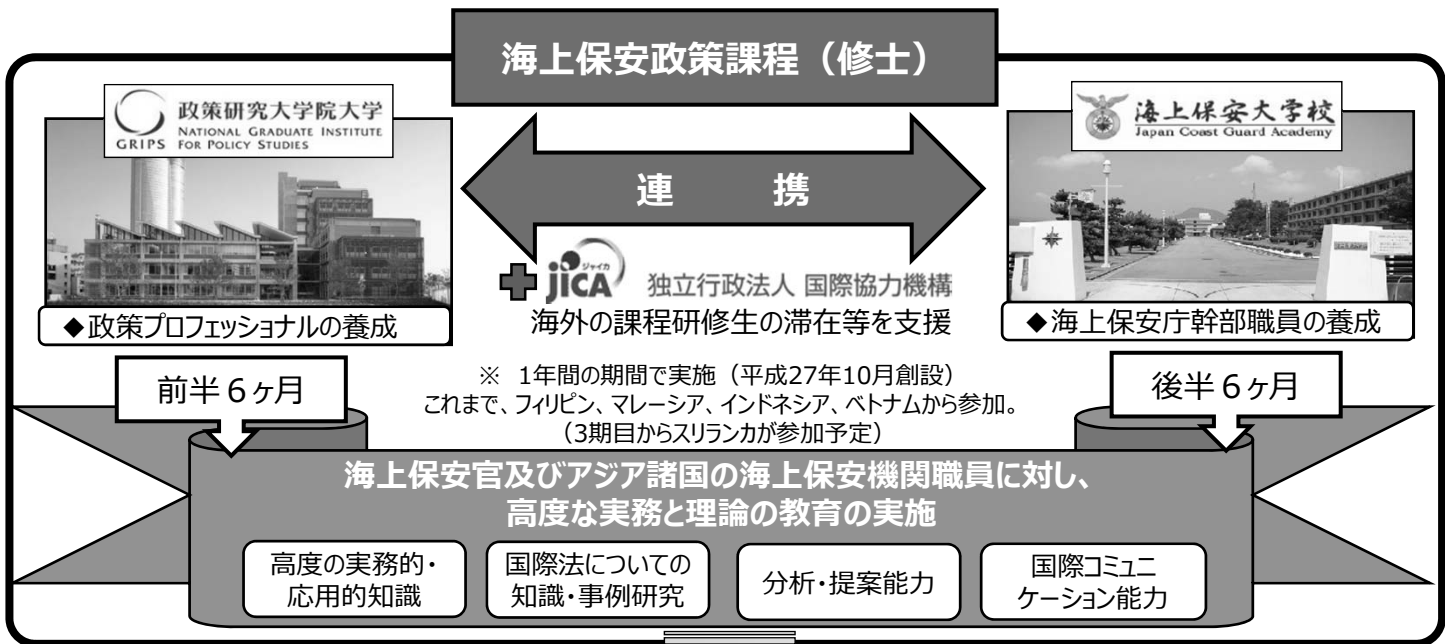 海上保安政策課程（修士）
GRIPS
政策研究大学院大学
NATIONAL GRADUATE INSTITUTE
FOR POLICY STUDIES
海上保安大学校
Japan Coast Guard Academy
連 携
ジャイカ
JICA
独立行政法人 国際協力機構
海外の課程研修生の滞在等を支援
◆政策プロフェッショナルの養成
◆海上保安庁幹部職員の養成
前半６ヶ月
※ 1年間の期間で実施（平成27年10月創設）
これまで、フィリピン、マレーシア、インドネシア、ベトナムから参加。
（3期目からスリランカが参加予定）
後半６ヶ月
海上保安官及びアジア諸国の海上保安機関職員に対し、
高度な実務と理論の教育の実施
高度の実務的・
応用的知識
国際法についての
知識・事例研究
分析・提案能力
国際コミュニ
ケーション能力